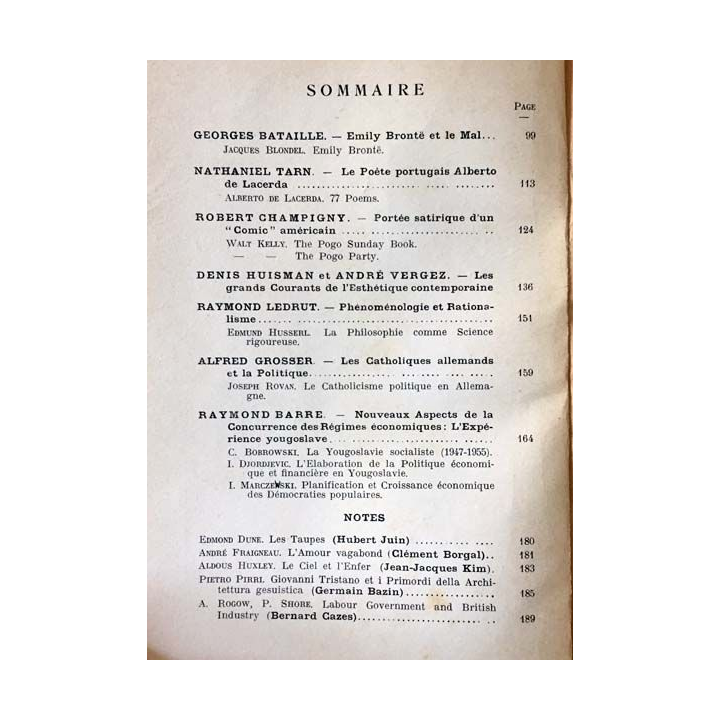 SOMMAIRE
PAGE
GEORGES BATAILLE. — Emily Brontë et le Mal... 99
JACQUES BLONDEL. Emily Brontë.
NATHANIEL TARN. — Le Poête portugais Alberto
de Lacerda .......... 113
ALBERTO DE LACERDA. 77 Poems.
ROBERT CHAMPIGNY. — Portée satirique d'un
"Comic" américain .......... 124
WALT KELLY. The Pogo Sunday Book.
— — The Pogo Party.
DENIS HUISMAN et ANDRÉ VERGEZ. — Les
grands Courants de l'Esthétique contemporaine 136
RAYMOND LEDRUT. — Phénoménologie et Rationa-
lisme.......... 151
EDMUND HUSSERL. La Philosophie comme Science
rigoureuse.
ALFRED GROSSER. — Les Catholiques allemands
et la Politique.......... 159
JOSEPH ROVAN. Le Catholicisme politique en Allema-
gne.
RAYMOND BARRE. — Nouveaux Aspects de la
Concurrence des Régimes économiques: L'Expé-
rience yougoslave.......... 164
C. BOBROWSKI. La Yougoslavie socialiste (1947-1955).
I. DJORDJEVIC. L'Elaboration de la Politique économi-
que et financière en Yougoslavie.
I. MARCZEWSKI. Planification et Croissance économique
des Démocraties populaires.
NOTES
EDMOND DUNE. Les Taupes (Hubert Juin) .......... 180
ANDRÉ FRAIGNEAU. L'Amour vagabond (Clément Borgal).. 181
ALDOUS HUXLEY. Le Ciel et l'Enfer (Jean-Jacques Kim). 183
PIETRO PIRRI. Giovanni Tristano et i Primordi della Archi-
tettura gesuistica (Germain Bazin).......... 185
A. ROGOW, P. SHORE. Labour Government and British
Industry (Bernard Cazes).......... 189